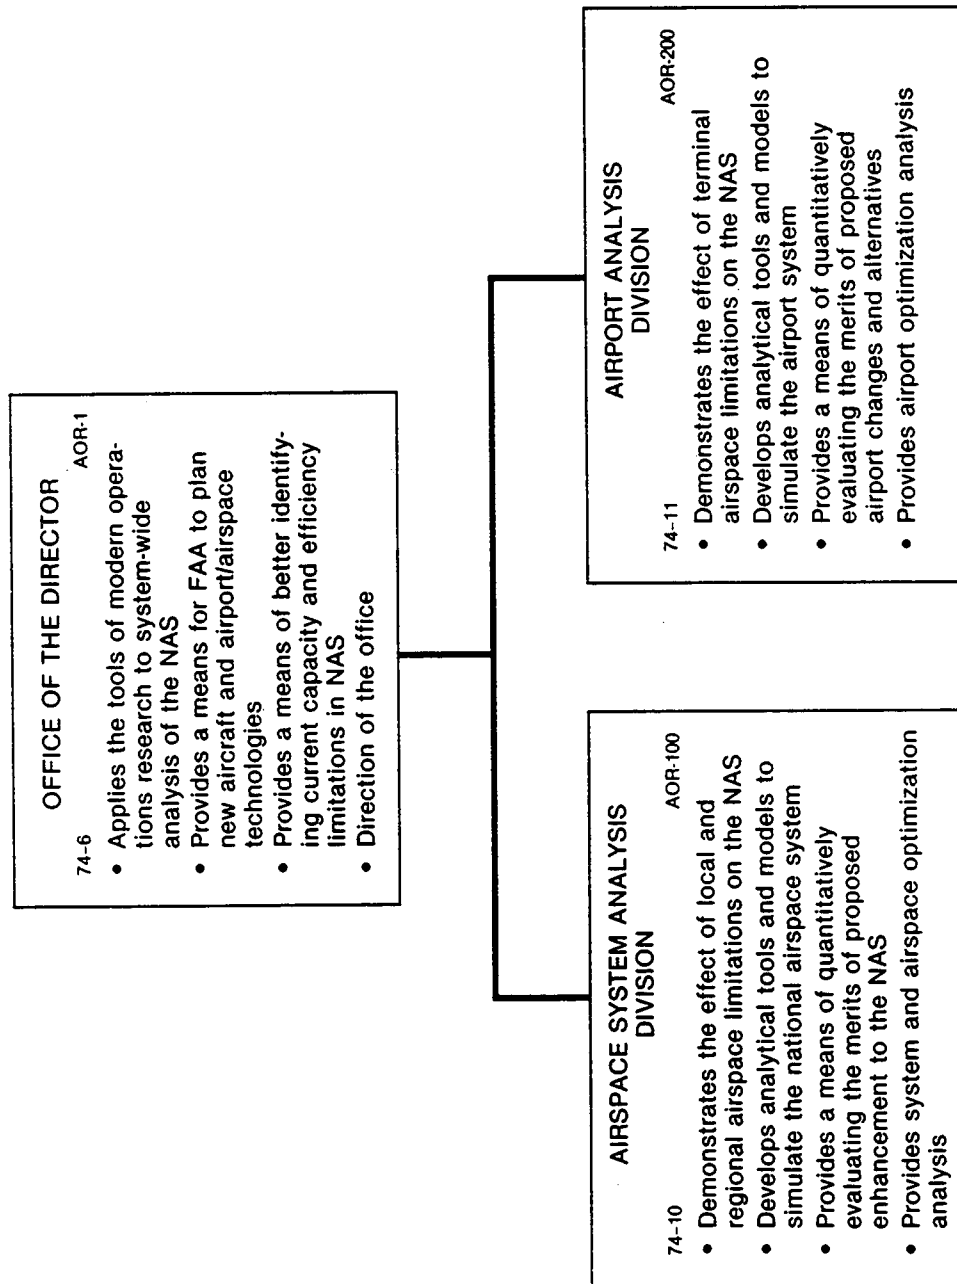 OFFICE OF THE DIRECTOR
74-6 AOR-1
• Applies the tools of modern opera-
tions research to system-wide
analysis of the NAS
• Provides a means for FAA to plan
new aircraft and airport/airspace
technologies
• Provides a means of better identify-
ing current capacity and efficiency
limitations in NAS
• Direction of the office
AIRSPACE SYSTEM ANALYSIS
DIVISION
74-10 AOR-100
• Demonstrates the effect of local and
regional airspace limitations on the NAS
• Develops analytical tools and models to
simulate the national airspace system
• Provides a means of quantitatively
evaluating the merits of proposed
enhancement to the NAS
• Provides system and airspace optimization
analysis
AIRPORT ANALYSIS
DIVISION
74-11 AOR-200
• Demonstrates the effect of terminal
airspace limitations on the NAS
• Develops analytical tools and models to
simulate the airport system
• Provides a means of quantitatively
evaluating the merits of proposed
airport changes and alternatives
• Provides airport optimization analysis